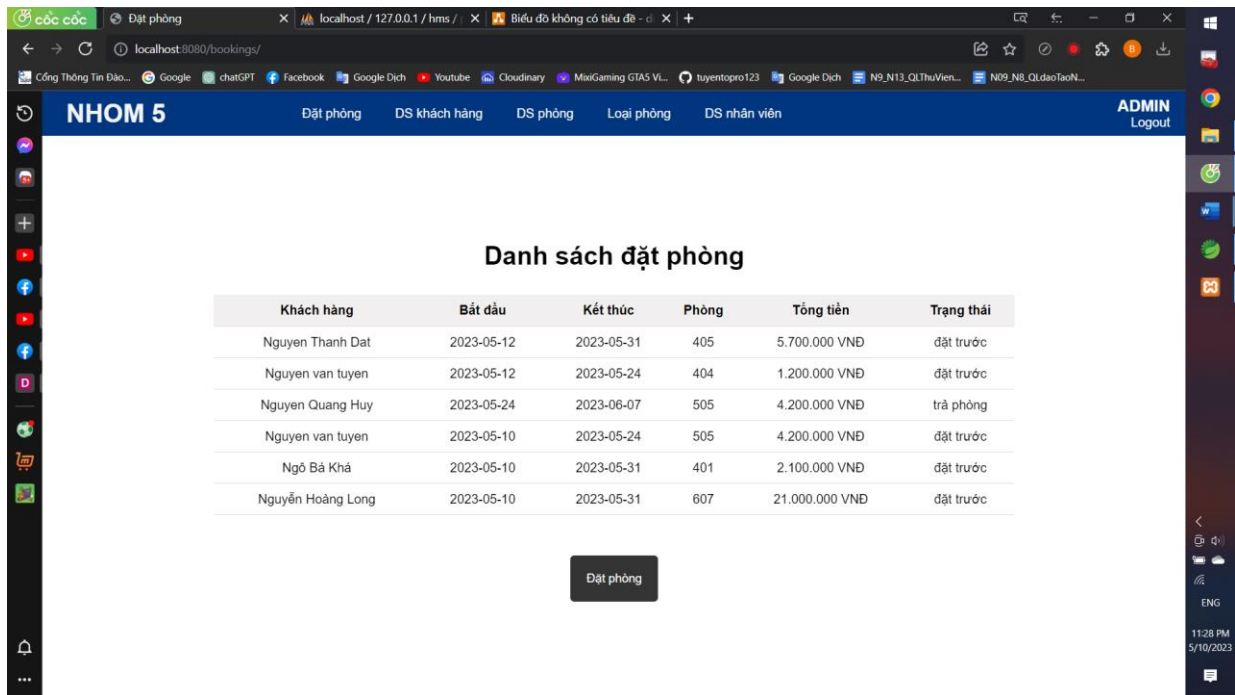 cốc cốc Đặt phòng localhost / 127.0.0.1 / hms / Biểu đồ không có tiêu đề - d
localhost:8080/bookings/
Cổng Thông Tin Đào... Google chatGPT Facebook Google Dịch Youtube Cloudinary MixiGaming GTA5 Vi... tuyentopro123 Google Dịch N9_N13_QLThuVien... N09_N8_QLdaoTaoN...
NHOM 5 Đặt phòng DS khách hàng DS phòng Loại phòng DS nhân viên ADMIN
Logout
Danh sách đặt phòng
Khách hàng Bắt đầu Kết thúc Phòng Tổng tiền Trạng thái
Nguyen Thanh Dat 2023-05-12 2023-05-31 405 5.700.000 VNĐ đặt trước
Nguyen van tuyen 2023-05-12 2023-05-24 404 1.200.000 VNĐ đặt trước
Nguyen Quang Huy 2023-05-24 2023-06-07 505 4.200.000 VNĐ trả phòng
Nguyen van tuyen 2023-05-10 2023-05-24 505 4.200.000 VNĐ đặt trước
Ngô Bá Khá 2023-05-10 2023-05-31 401 2.100.000 VNĐ đặt trước
Nguyễn Hoàng Long 2023-05-10 2023-05-31 607 21.000.000 VNĐ đặt trước
Đặt phòng
ENG
11:28 PM
5/10/2023